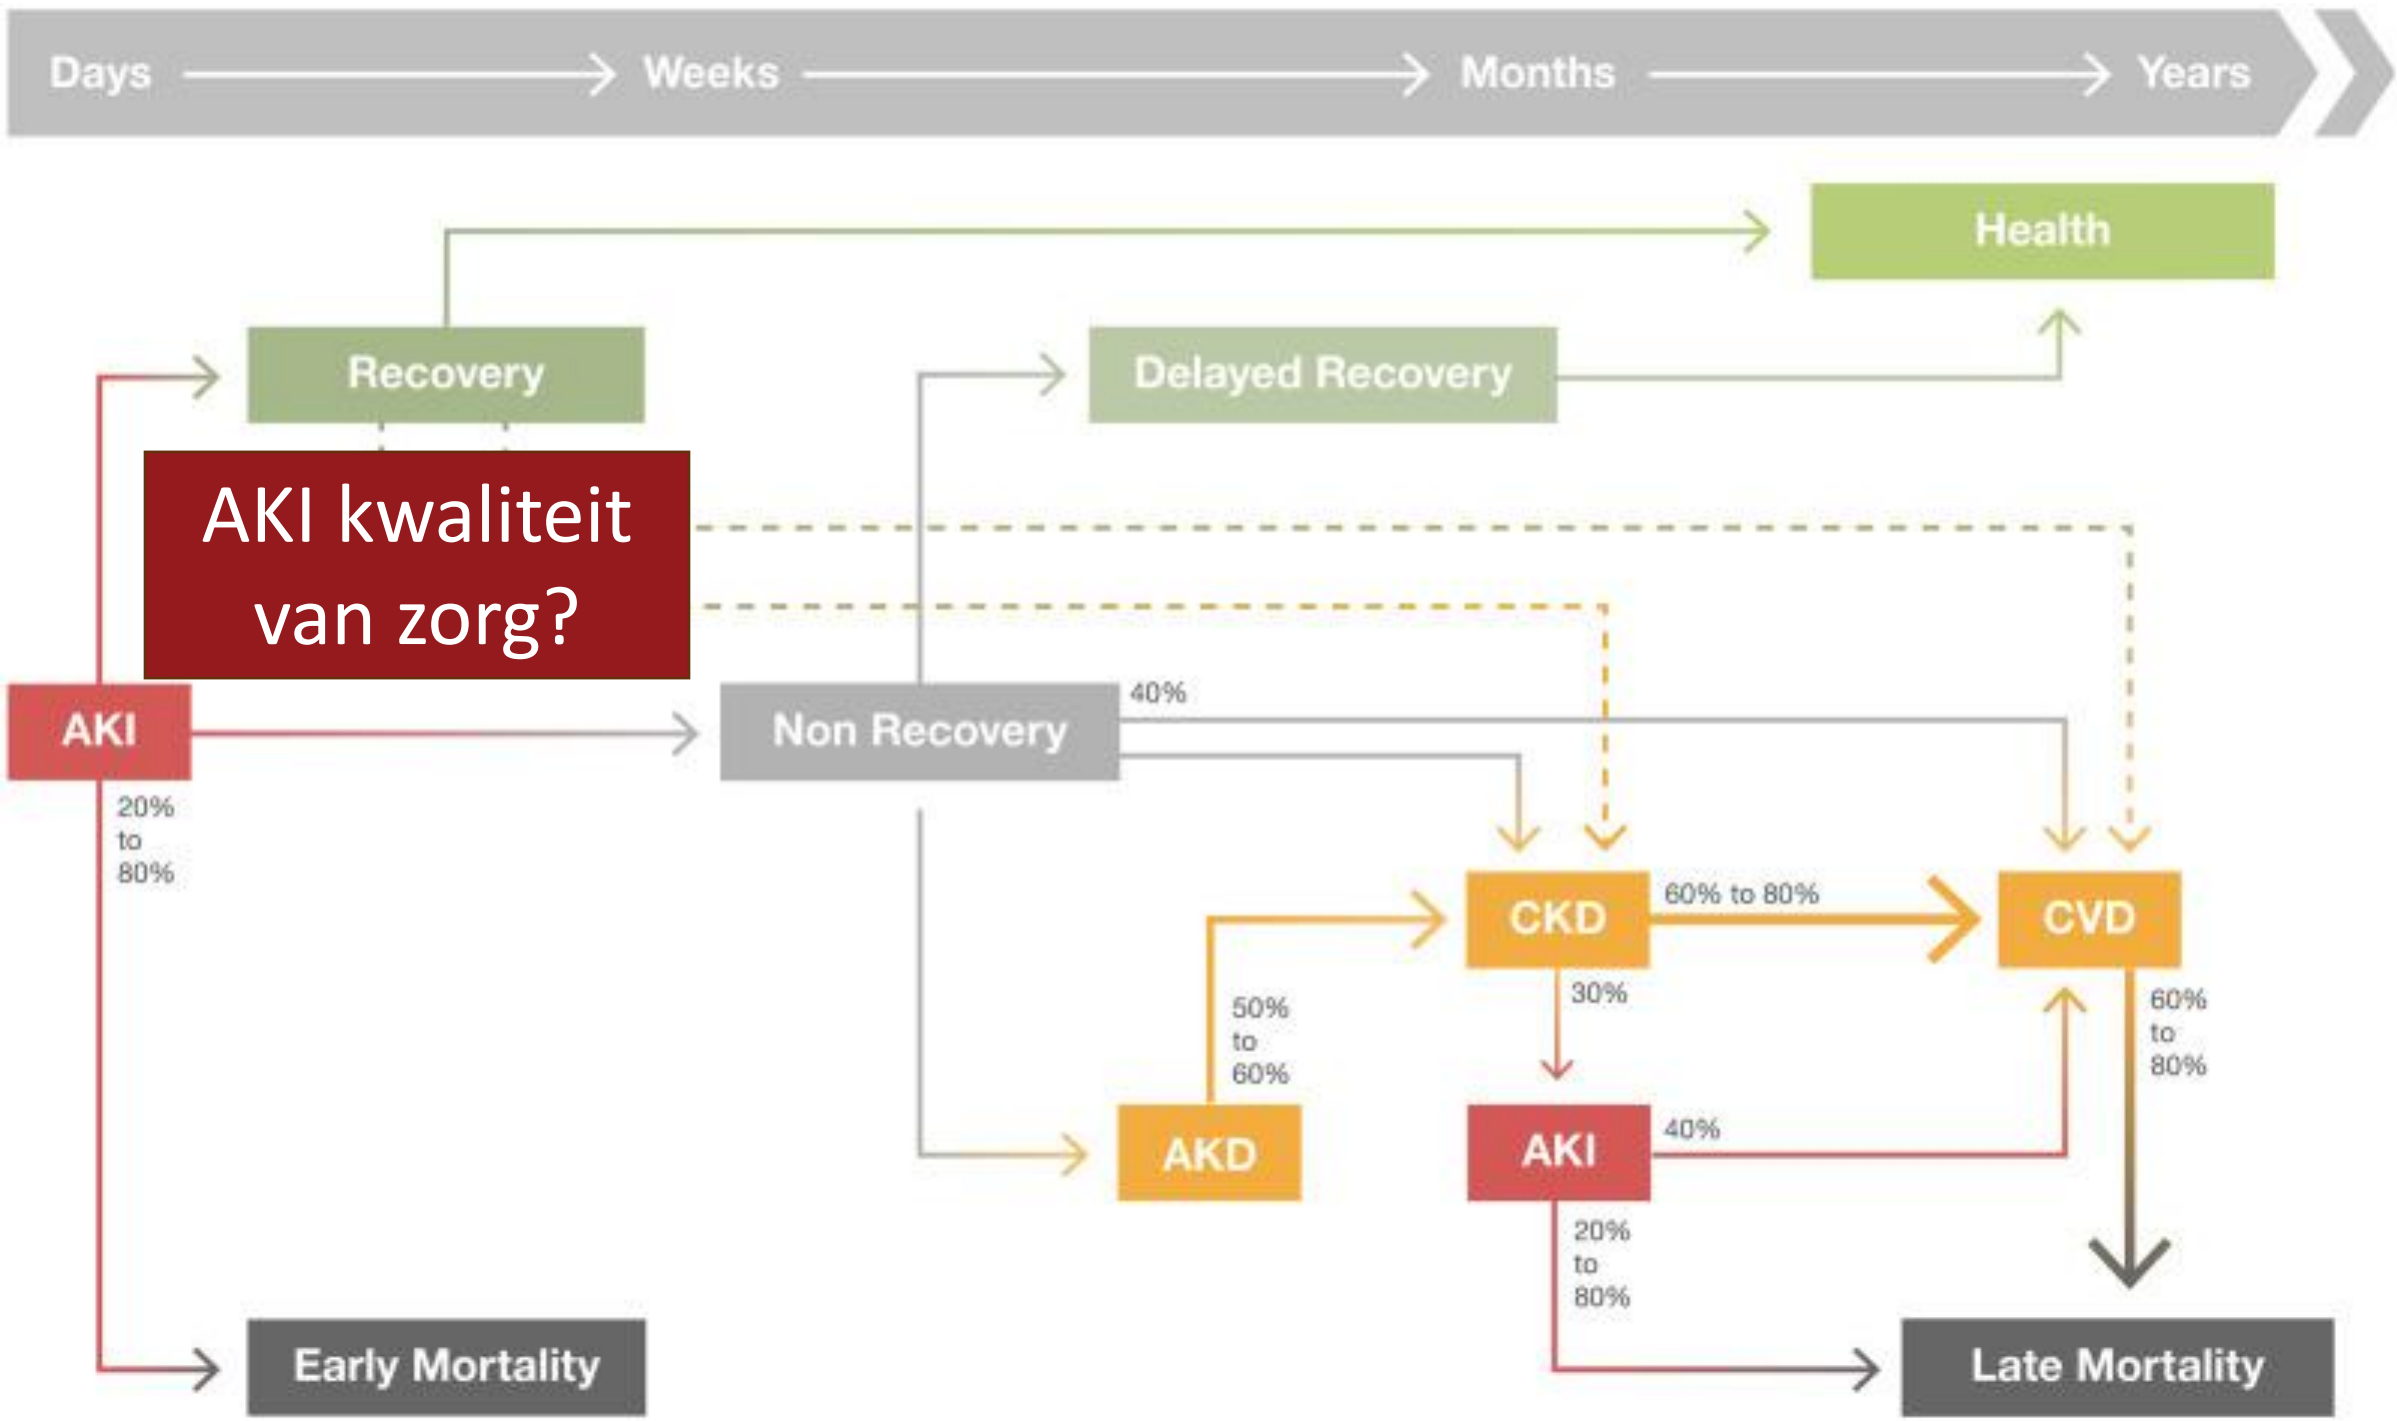 Days
Weeks
Months
Years
Health
Recovery
Delayed Recovery
AKI kwaliteit
van zorg?
AKI
Non Recovery
40%
20%
to
80%
CKD
60% to 80%
CVD
30%
50%
to
60%
60%
to
80%
AKD
AKI
40%
20%
to
80%
Early Mortality
Late Mortality